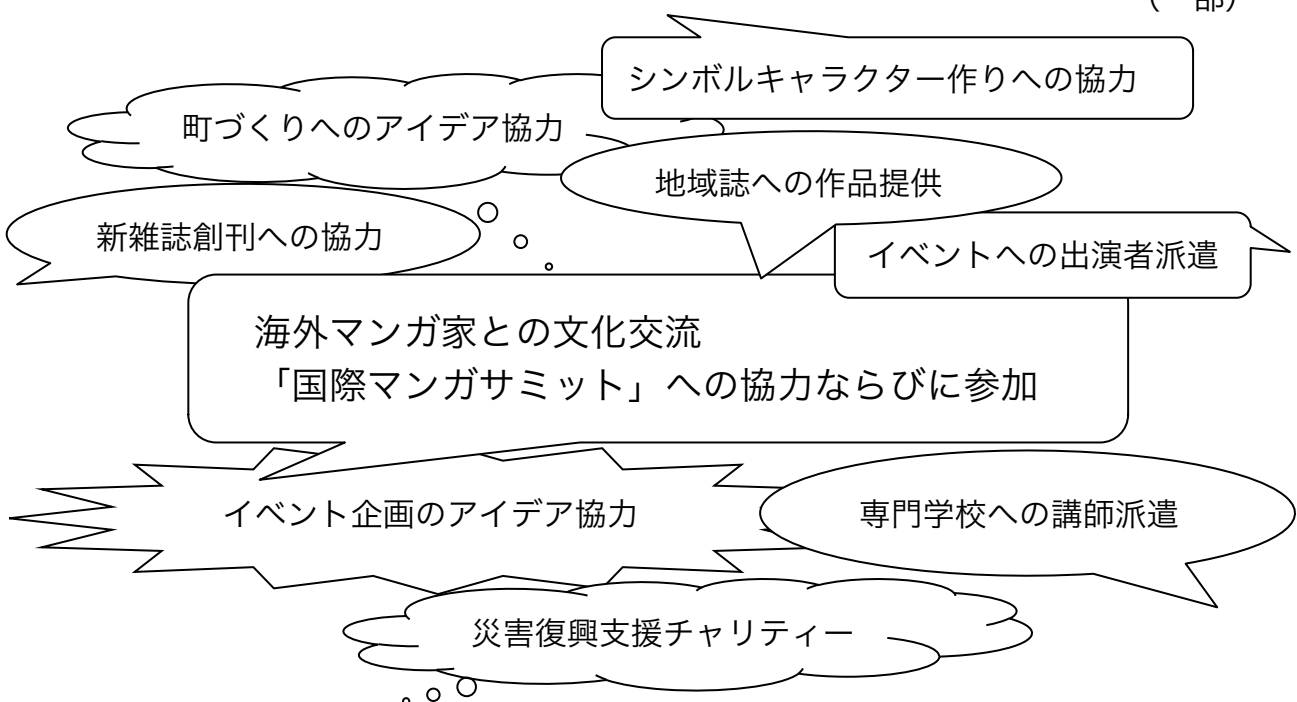 シンボルキャラクター作りへの協力
町づくりへのアイデア協力
地域誌への作品提供
新雑誌創刊への協力
イベントへの出演者派遣
海外マンガ家との文化交流
「国際マンガサミット」への協力ならびに参加
イベント企画のアイデア協力
専門学校への講師派遣
災害復興支援チャリティー